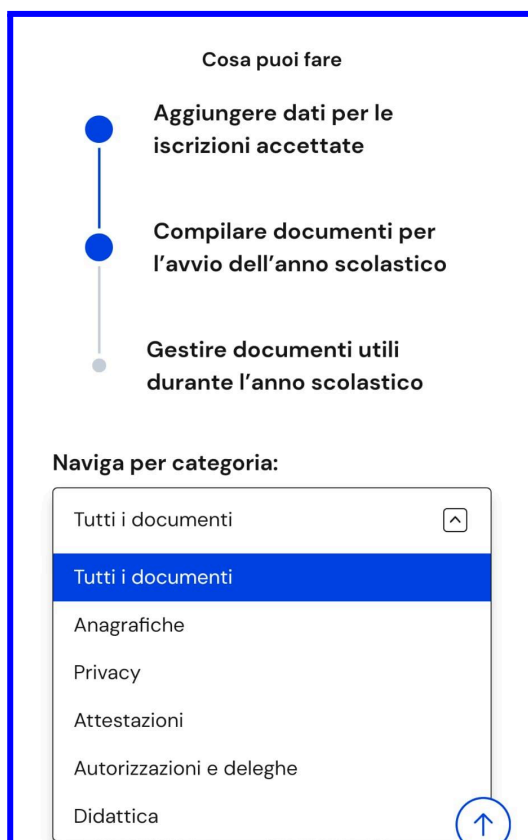 Cosa puoi fare
Aggiungere dati per le
iscrizioni accettate
Compilare documenti per
l’avvio dell’anno scolastico
Gestire documenti utili
durante l’anno scolastico
Naviga per categoria:
Tutti i documenti
Tutti i documenti
Anagrafiche
Privacy
Attestazioni
Autorizzazioni e deleghe
Didattica